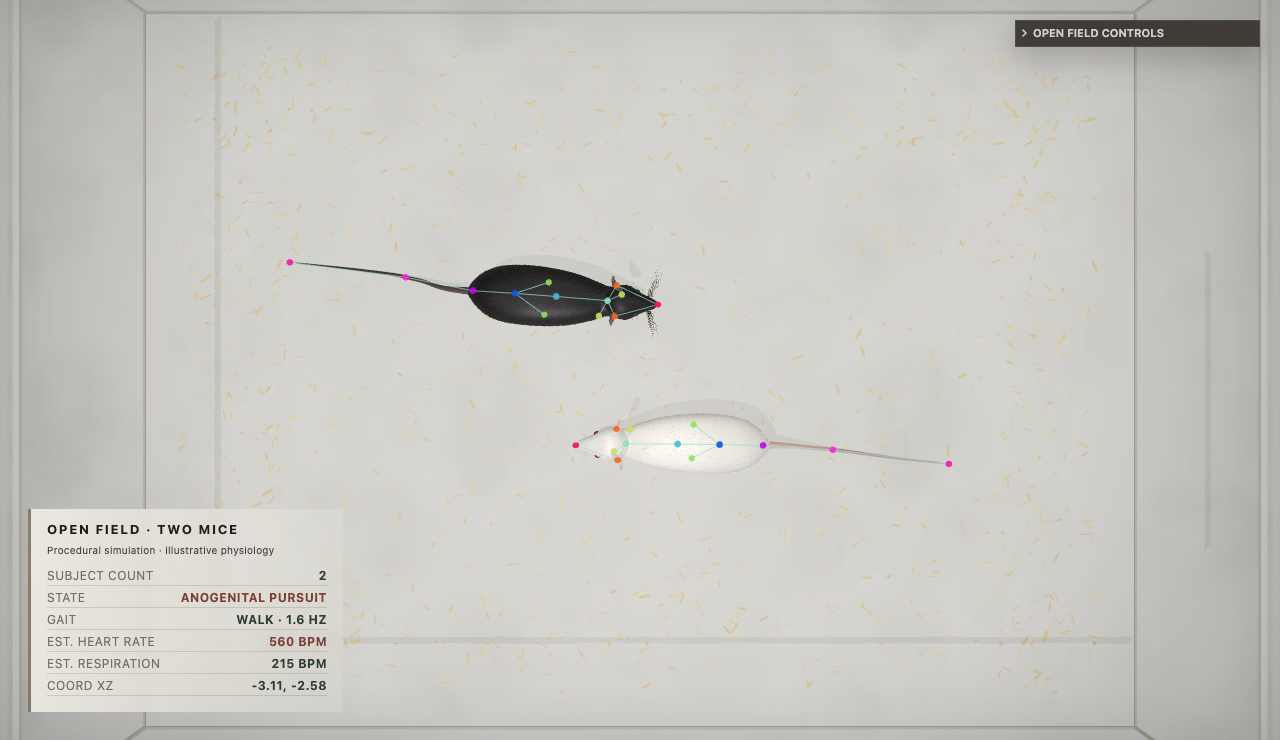 OPEN FIELD CONTROLS
OPEN FIELD · TWO MICE
Procedural simulation · illustrative physiology
SUBJECT COUNT 2
STATE ANOGENITAL PURSUIT
GAIT WALK · 1.6 HZ
EST. HEART RATE 560 BPM
EST. RESPIRATION 215 BPM
COORD XZ -3.11, -2.58